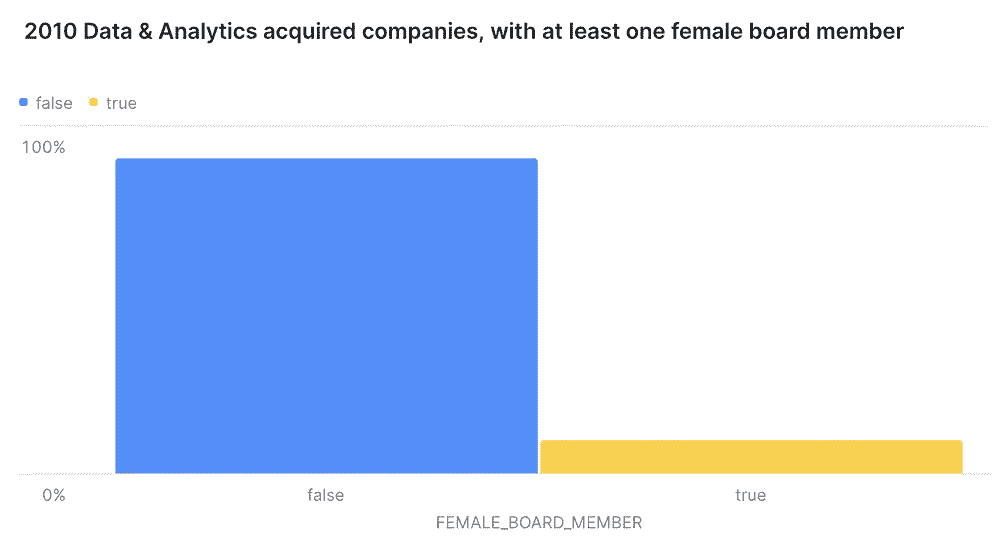 2010 Data & Analytics acquired companies, with at least one female board member
false true
100%
0% false true
FEMALE_BOARD_MEMBER